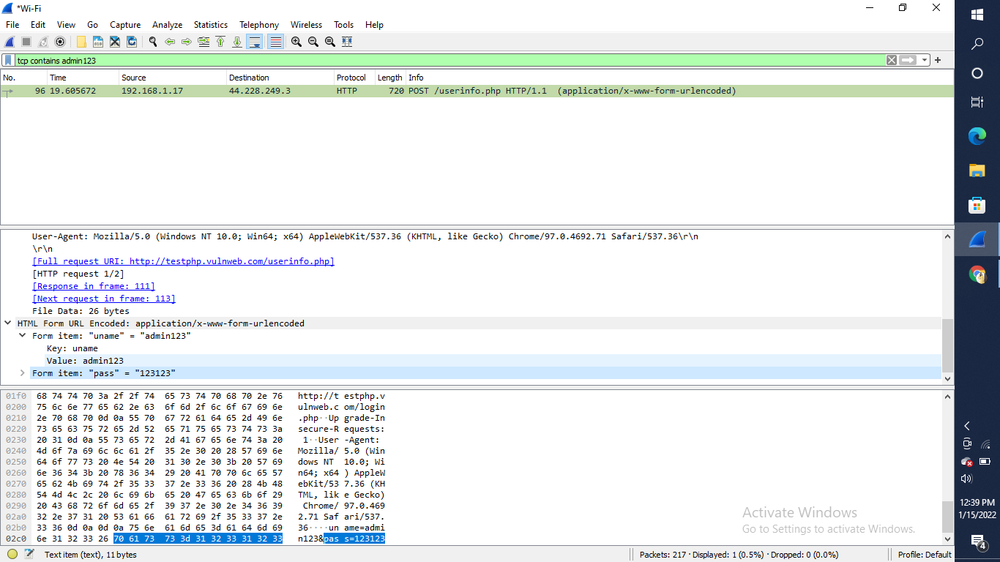 *Wi-Fi
File Edit View Go Capture Analyze Statistics Telephony Wireless Tools Help
tcp contains admin123
No. Time Source Destination Protocol Length Info
96 19.605672 192.168.1.17 44.228.249.3 HTTP 720 POST /userinfo.php HTTP/1.1 (application/x-www-form-urlencoded)
User-Agent: Mozilla/5.0 (Windows NT 10.0; Win64; x64) AppleWebKit/537.36 (KHTML, like Gecko) Chrome/97.0.4692.71 Safari/537.36\r\n
\r\n
[Full request URI: http://testphp.vulnweb.com/userinfo.php]
[HTTP request 1/2]
[Response in frame: 111]
[Next request in frame: 113]
File Data: 26 bytes
HTML Form URL Encoded: application/x-www-form-urlencoded
Form item: "uname" = "admin123"
Key: uname
Value: admin123
Form item: "pass" = "123123"
01f0 68 74 74 70 3a 2f 2f 74 65 73 74 70 68 70 2e 76 http://t estphp.v
0200 75 6c 6e 77 65 62 2e 63 6f 6d 2f 6c 6f 67 69 6e ulnweb.c om/login
0210 2e 70 68 70 0d 0a 55 70 67 72 61 64 65 2d 49 6e .php··Up grade-In
0220 73 65 63 75 72 65 2d 52 65 71 75 65 73 74 73 3a secure-R equests:
0230 20 31 0d 0a 55 73 65 72 2d 41 67 65 6e 74 3a 20 1··User -Agent:
0240 4d 6f 7a 69 6c 6c 61 2f 35 2e 30 20 28 57 69 6e Mozilla/ 5.0 (Win
0250 64 6f 77 73 20 4e 54 20 31 30 2e 30 3b 20 57 69 dows NT 10.0; Wi
0260 6e 36 34 3b 20 78 36 34 29 20 41 70 70 6c 65 57 n64; x64 ) AppleW
0270 65 62 4b 69 74 2f 35 33 37 2e 33 36 20 28 4b 48 ebKit/53 7.36 (KH
0280 54 4d 4c 2c 20 6c 69 6b 65 20 47 65 63 6b 6f 29 TML, lik e Gecko)
0290 20 43 68 72 6f 6d 65 2f 39 37 2e 30 2e 34 36 39 Chrome/ 97.0.469
02a0 32 2e 37 31 20 53 61 66 61 72 69 2f 35 33 37 2e 2.71 Saf ari/537.
02b0 33 36 0d 0a 0d 0a 75 6e 61 6d 65 3d 61 64 6d 69 36····un ame=admi
02c0 6e 31 32 33 26 70 61 73 73 3d 31 32 33 31 32 33 n123&pas s=123123
Activate Windows
Go to Settings to activate Windows.
Text item (text), 11 bytes
Packets: 217 · Displayed: 1 (0.5%) · Dropped: 0 (0.0%)
Profile: Default
12:39 PM
1/15/2022
4